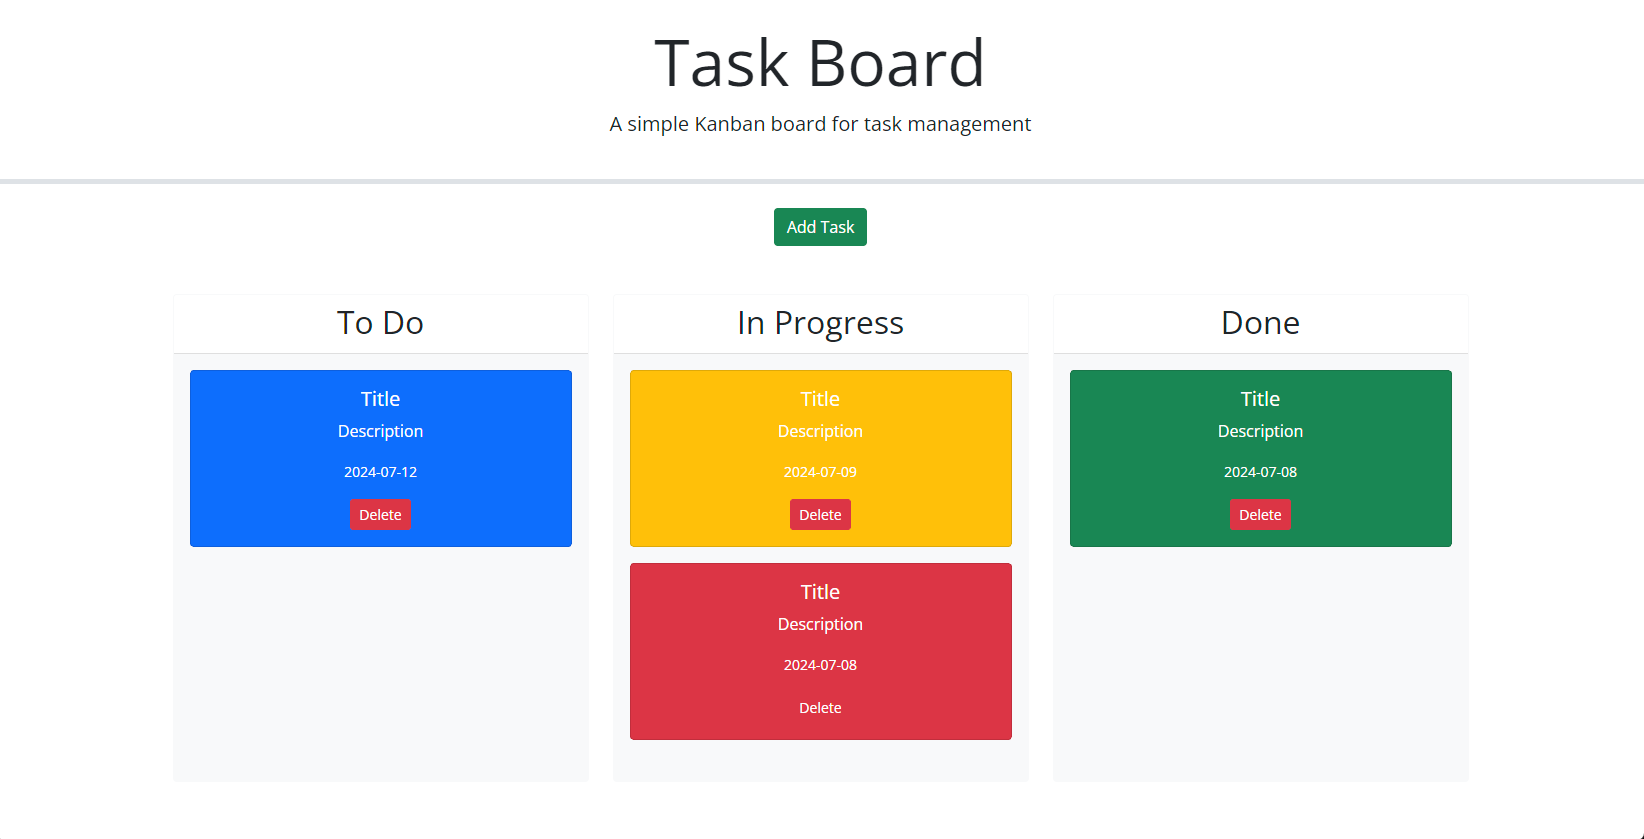 Task Board
A simple Kanban board for task management
Add Task
To Do
Title
Description
2024-07-12
Delete
In Progress
Title
Description
2024-07-09
Delete
Title
Description
2024-07-08
Delete
Done
Title
Description
2024-07-08
Delete